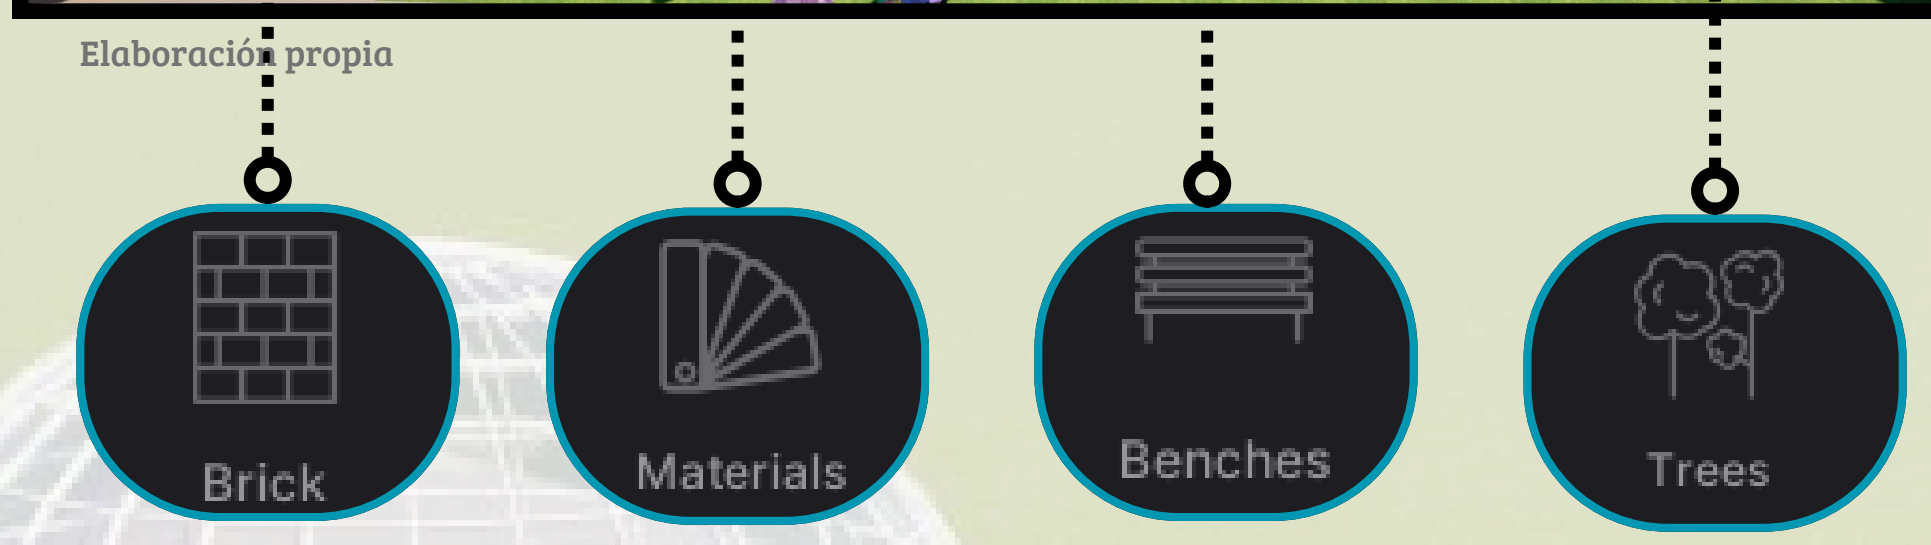 Elaboración propia
Brick
Materials
Benches
Trees